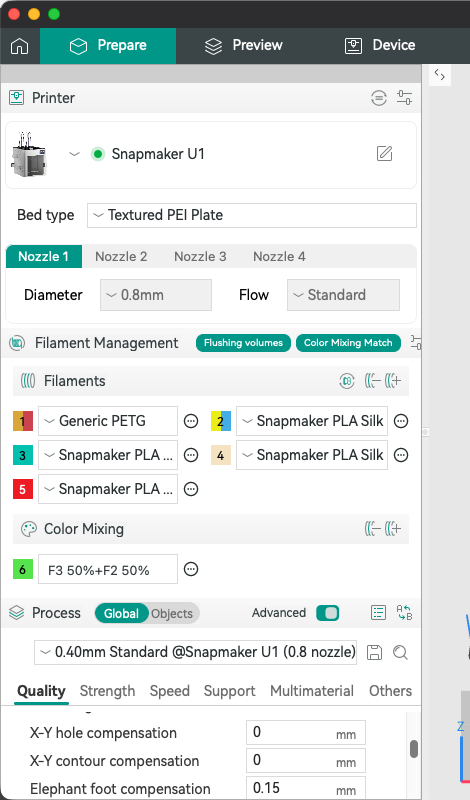 Prepare Preview Device
Printer
Snapmaker U1
Bed type Textured PEI Plate
Nozzle 1 Nozzle 2 Nozzle 3 Nozzle 4
Diameter 0.8mm Flow Standard
Filament Management Flushing volumes Color Mixing Match
Filaments
1 Generic PETG 2 Snapmaker PLA Silk
3 Snapmaker PLA ... 4 Snapmaker PLA Silk
5 Snapmaker PLA ...
Color Mixing
6 F3 50%+F2 50%
Process Global Objects Advanced
0.40mm Standard @Snapmaker U1 (0.8 nozzle)
Quality Strength Speed Support Multimaterial Others
X-Y hole compensation 0 mm
X-Y contour compensation 0 mm
Elephant foot compensation 0.15 mm
Z